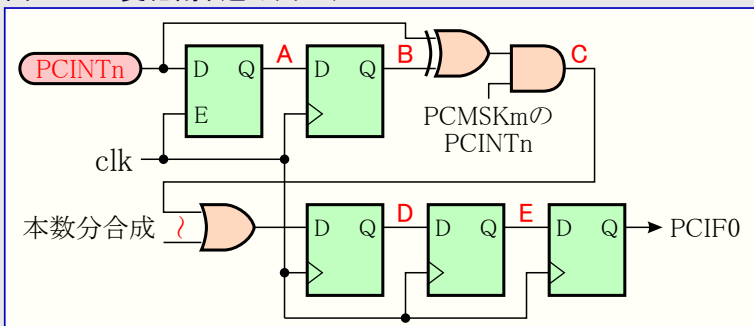 PCINTn
D Q
E
A
D Q
B
C
PCMSKmの
PCINTn
clk
本数分合成
~
D Q
D
D Q
E
D Q
PCIF0